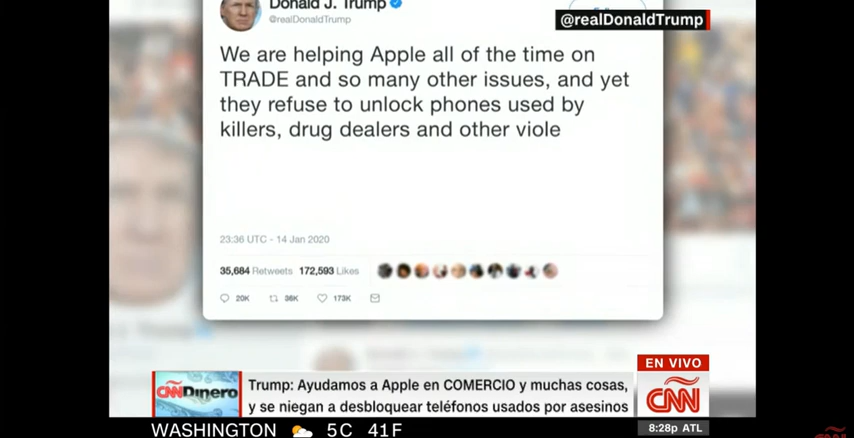 Donald J. Trump
@realDonaldTrump
@realDonaldTrump
We are helping Apple all of the time on
TRADE and so many other issues, and yet
they refuse to unlock phones used by
killers, drug dealers and other viole
23:36 UTC - 14 Jan 2020
35,684 Retweets 172,593 Likes
20K 36K 173K
EN VIVO
CNÑDinero
Trump: Ayudamos a Apple en COMERCIO y muchas cosas,
y se niegan a desbloquear teléfonos usados por asesinos
CNÑ
8:28p ATL
WASHINGTON 5C 41F